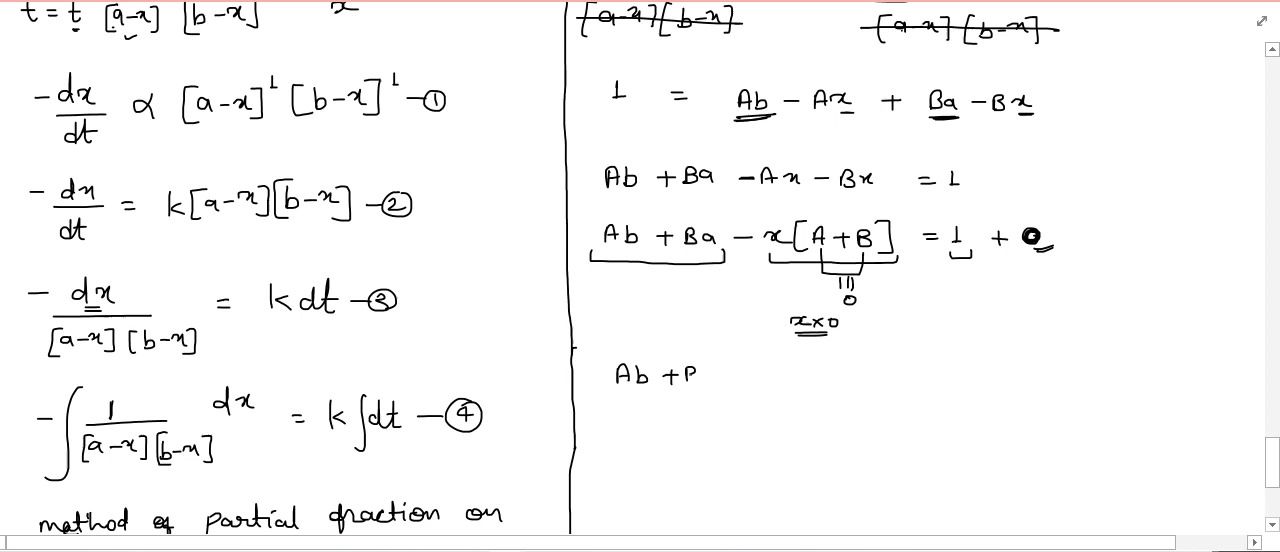 t = t [a-x] [b-x] x
- dx/dt ∝ [a-x]¹ [b-x]¹ —①
- dx/dt = k[a-x][b-x] —②
- dx/[a-x][b-x] = kdt —③
- ∫ 1/[a-x][b-x] dx = k∫dt —④
method of partial fraction on
[a-x][b-x] [a-x][b-x]
1 = Ab - Ax + Ba - Bx
Ab + Ba - Ax - Bx = 1
Ab + Ba - x[A+B] = 1 + 0
0
x×0
Ab + P